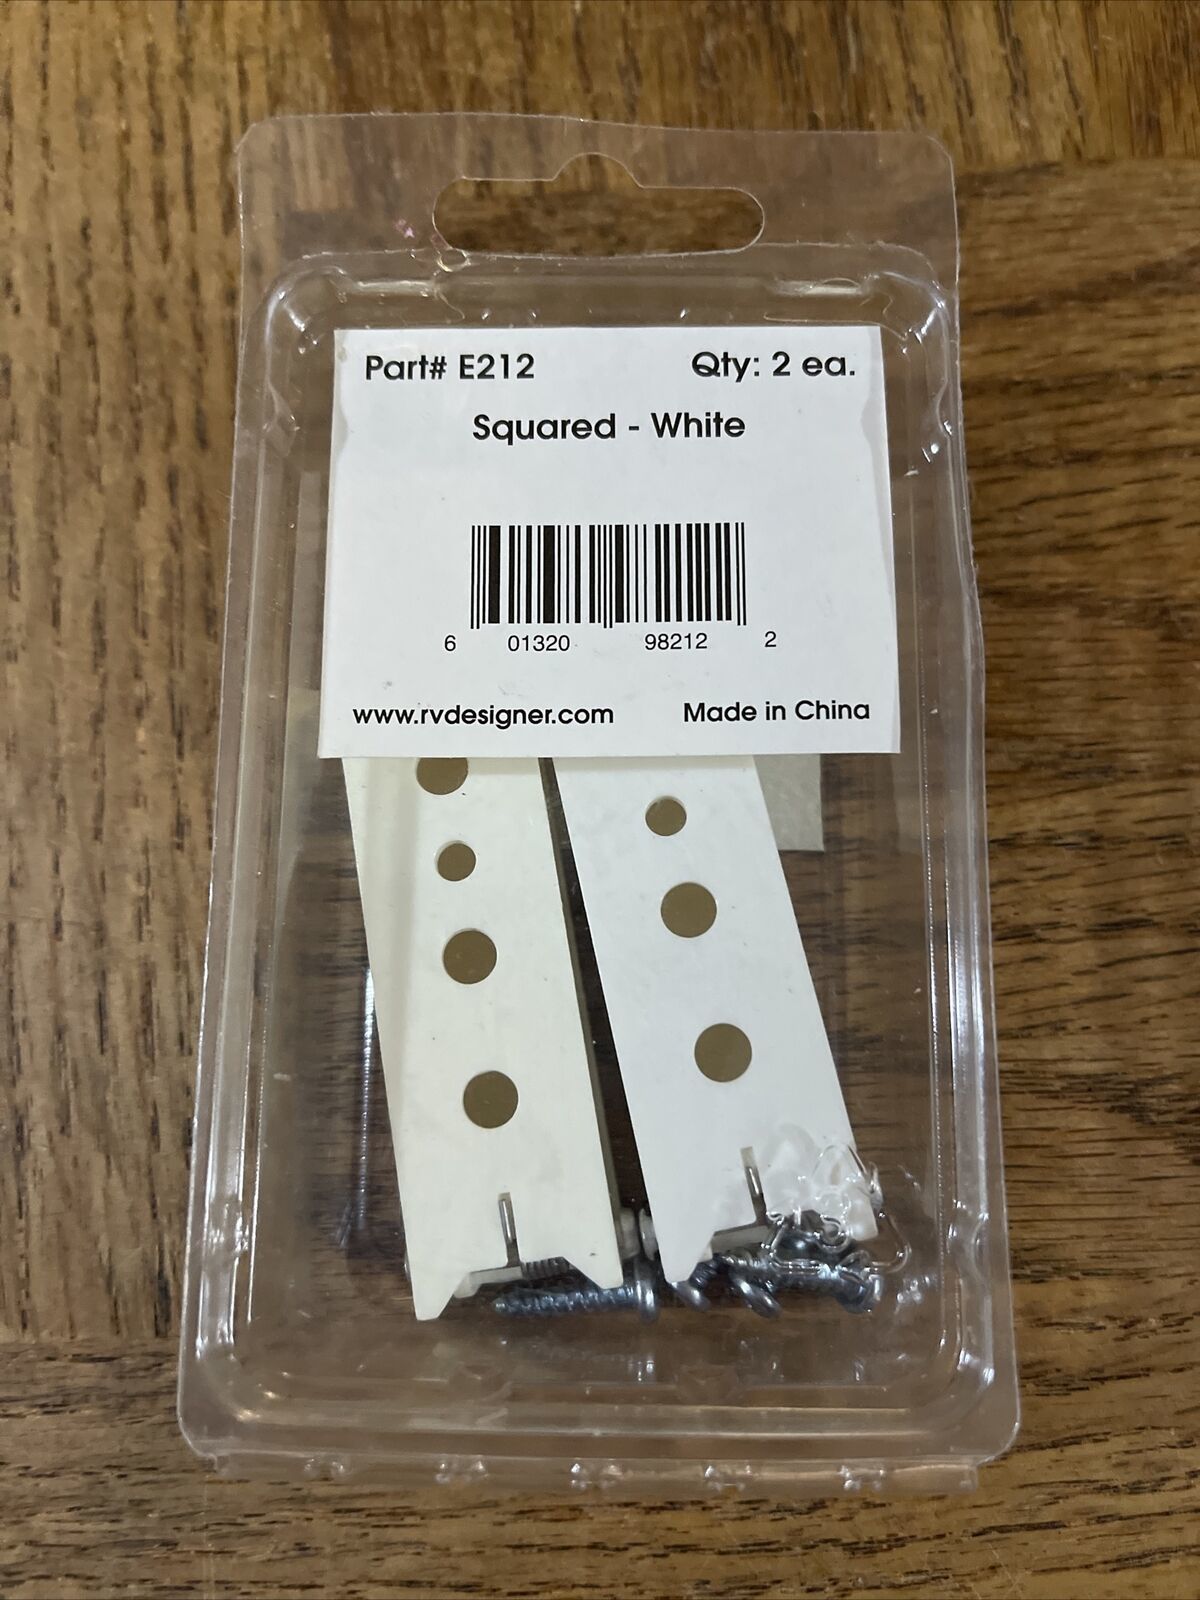 Part# E212 Qty: 2 ea.
Squared - White
6 01320 98212 2
www.rvdesigner.com Made in China